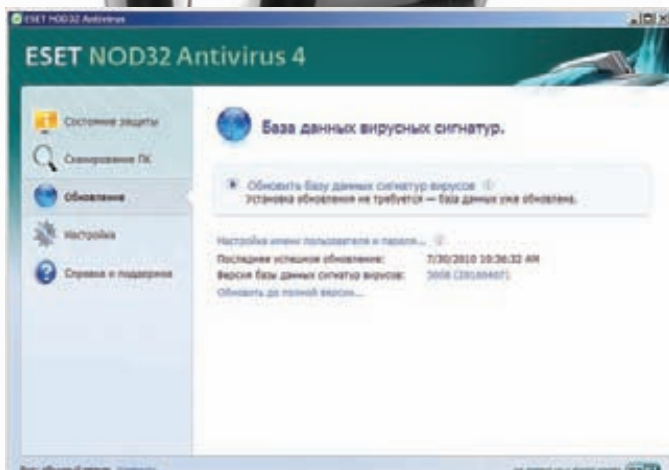 ESET NOD32 Antivirus
ESET NOD32 Antivirus 4
Состояние защиты
Сканирование ПК
Обновление
Настройка
Справка и поддержка
База данных вирусных сигнатур.
Обновить базу данных сигнатур вирусов
Установка обновления не требуется — база данных уже обновлена.
Настройка имени пользователя и пароля...
Последнее успешное обновление: 7/30/2010 10:36:32 AM
Версия базы данных сигнатур вирусов:
Обновить до полной версии...